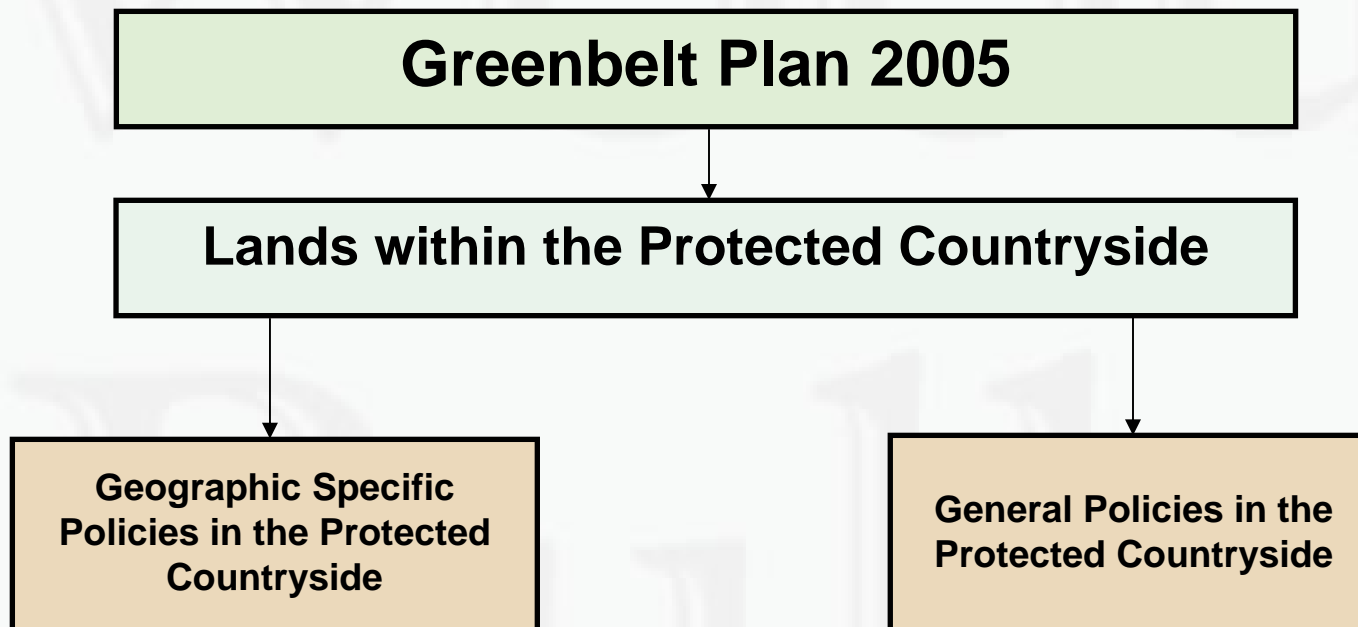 Greenbelt Plan 2005
Lands within the Protected Countryside
Geographic Specific
Policies in the Protected
Countryside
General Policies in the
Protected Countryside